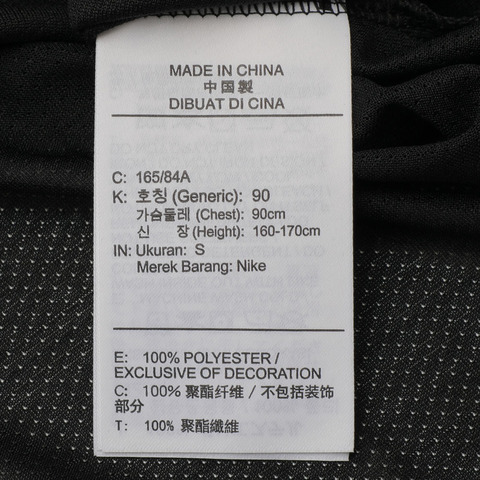 MADE IN CHINA
中国製
DIBUAT DI CINA
C: 165/84A
K: 호칭 (Generic): 90
가슴둘레 (Chest): 90cm
신 장 (Height): 160-170cm
IN: Ukuran: S
Merek Barang: Nike
E: 100% POLYESTER /
EXCLUSIVE OF DECORATION
C: 100% 聚酯纤维 / 不包括装饰
部分
T: 100% 聚酯纖維